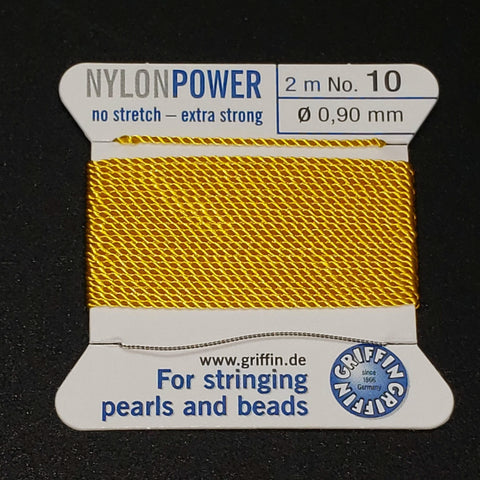 NYLONPOWER
no stretch – extra strong
2 m No. 10
Ø 0,90 mm
www.griffin.de
For stringing
pearls and beads
GRIFFIN GRIFFIN
since
1866
Germany